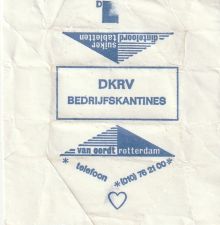 D
suiker
tabletten
dinteloord
DKRV
BEDRIJFSKANTINES
van oordt rotterdam
* telefoon * (010) 76 21 00 *